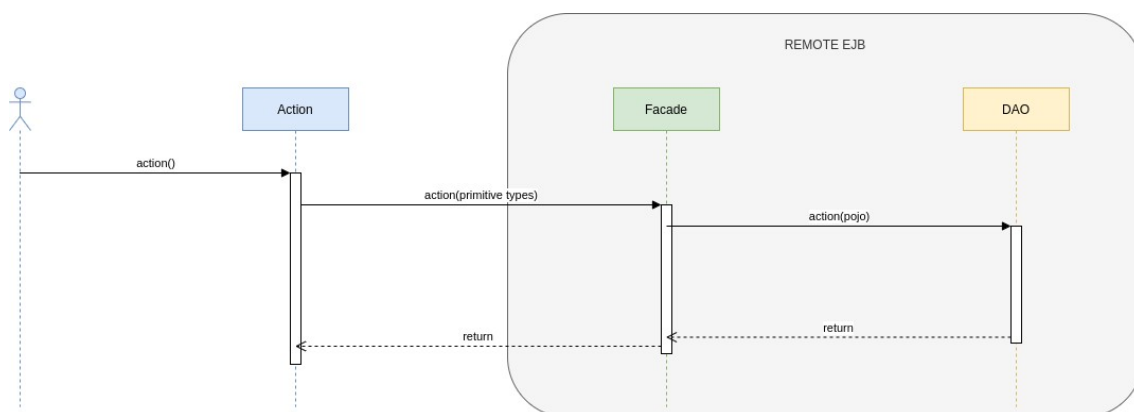 REMOTE EJB
Action
Facade
DAO
action()
action(primitive types)
action(pojo)
return
return